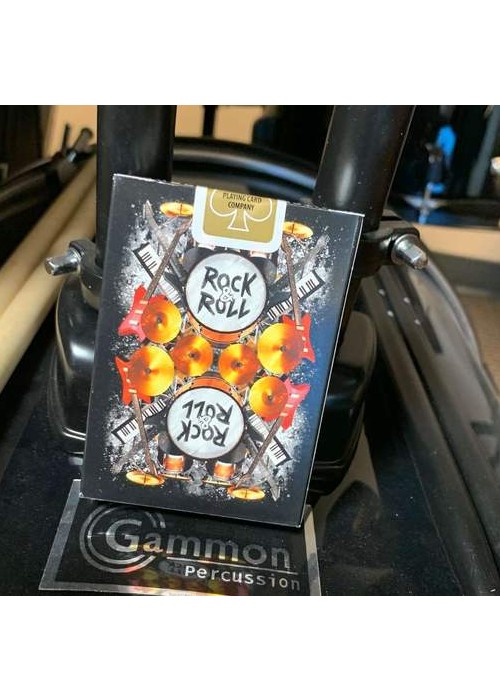 PLAYING CARD
COMPANY
ROCK
&
ROLL
ROCK
&
ROLL
Gammon
percussion